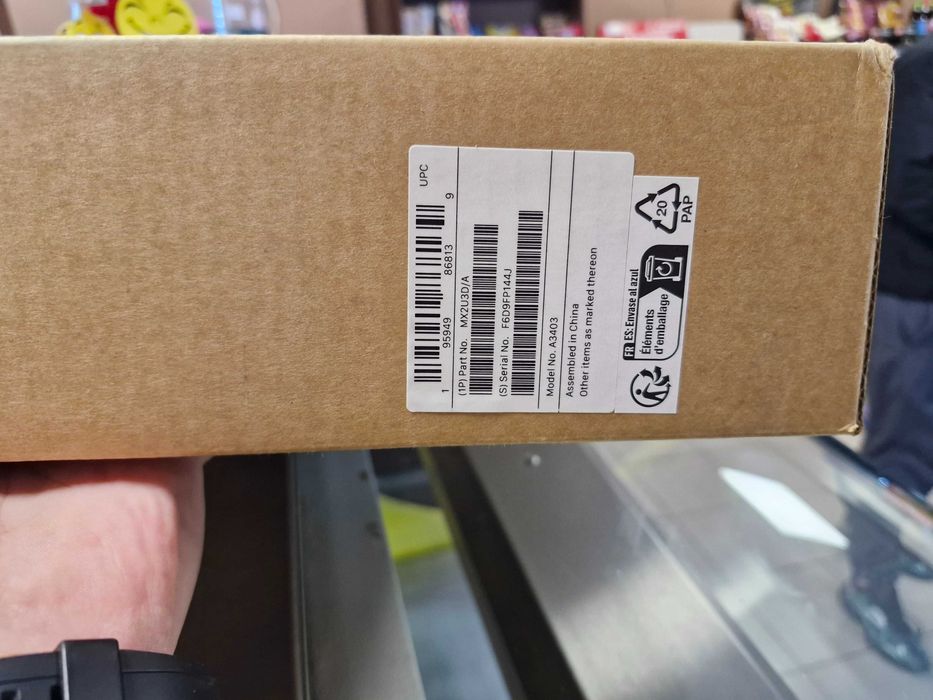 UPC
1 95949 86813 9
(1P) Part No. MX2U3D/A
(S) Serial No. F6D9FP144J
Model No. A3403
Assembled in China
Other items as marked thereon
FR ES: Envase al azul
Éléments
d'emballage
20
PAP